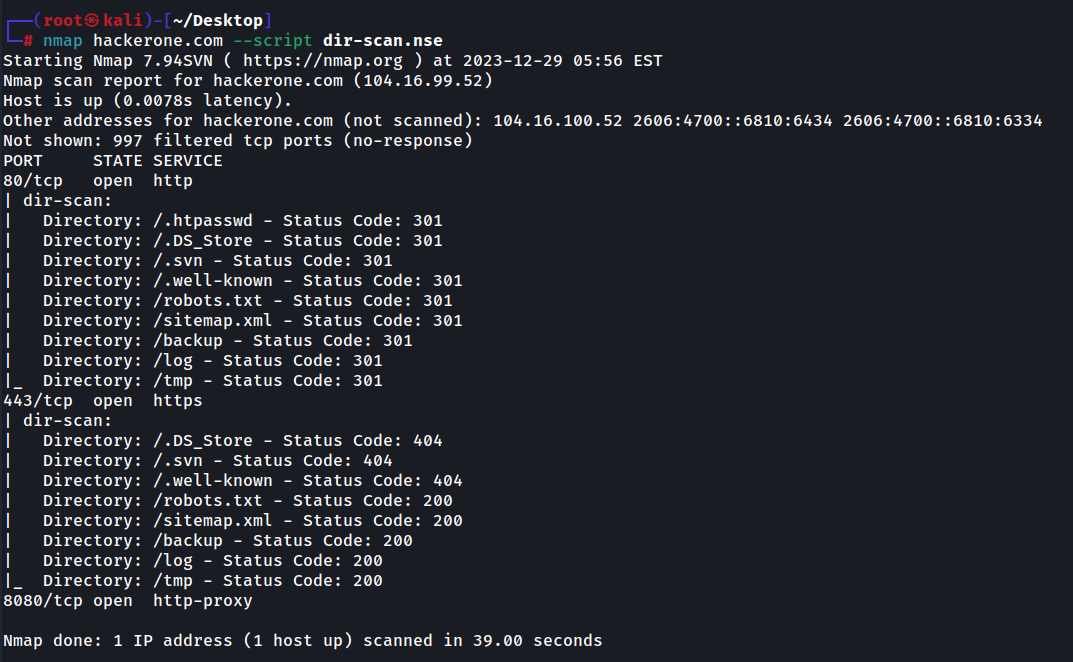 ┌──(root㉿kali)-[~/Desktop]
└─# nmap hackerone.com --script dir-scan.nse
Starting Nmap 7.94SVN ( https://nmap.org ) at 2023-12-29 05:56 EST
Nmap scan report for hackerone.com (104.16.99.52)
Host is up (0.0078s latency).
Other addresses for hackerone.com (not scanned): 104.16.100.52 2606:4700::6810:6434 2606:4700::6810:6334
Not shown: 997 filtered tcp ports (no-response)
PORT     STATE SERVICE
80/tcp   open  http
| dir-scan:
|   Directory: /.htpasswd - Status Code: 301
|   Directory: /.DS_Store - Status Code: 301
|   Directory: /.svn - Status Code: 301
|   Directory: /.well-known - Status Code: 301
|   Directory: /robots.txt - Status Code: 301
|   Directory: /sitemap.xml - Status Code: 301
|   Directory: /backup - Status Code: 301
|   Directory: /log - Status Code: 301
|_  Directory: /tmp - Status Code: 301
443/tcp  open  https
| dir-scan:
|   Directory: /.DS_Store - Status Code: 404
|   Directory: /.svn - Status Code: 404
|   Directory: /.well-known - Status Code: 404
|   Directory: /robots.txt - Status Code: 200
|   Directory: /sitemap.xml - Status Code: 200
|   Directory: /backup - Status Code: 200
|   Directory: /log - Status Code: 200
|_  Directory: /tmp - Status Code: 200
8080/tcp open  http-proxy

Nmap done: 1 IP address (1 host up) scanned in 39.00 seconds